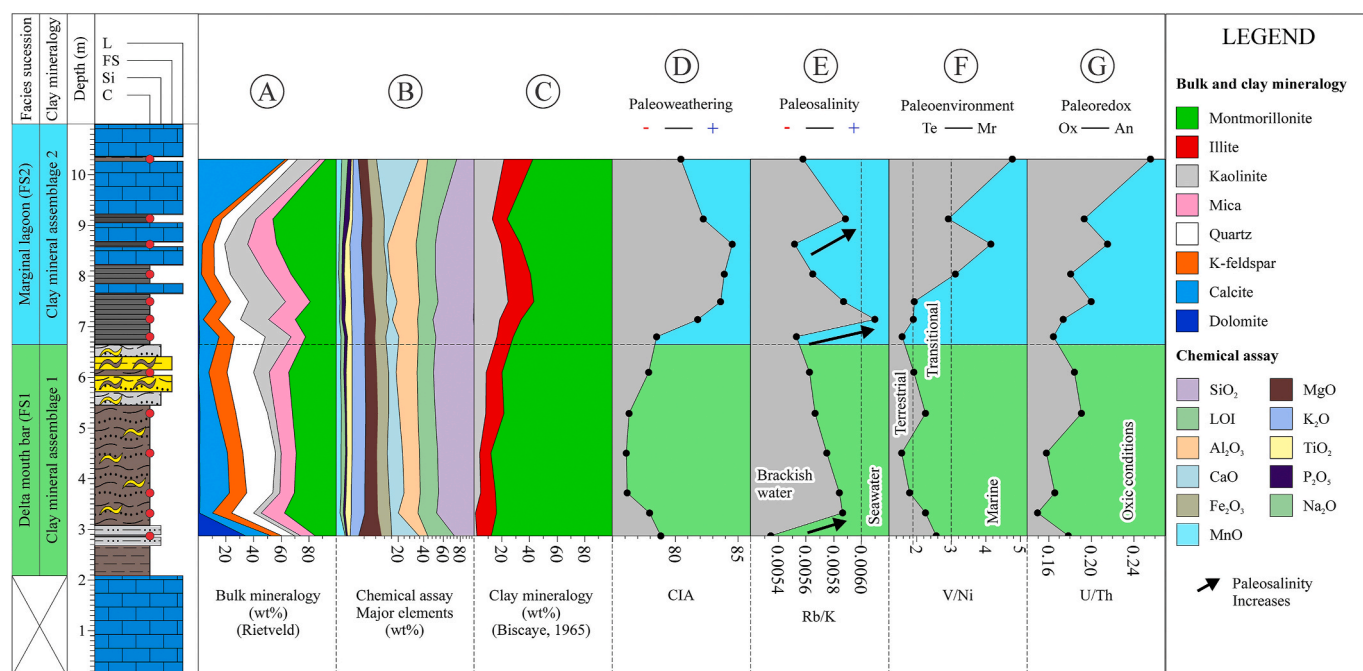 Facies sucession
Clay mineralogy
Depth (m)
L
FS
Si
C
A
B
C
D
E
F
G
Paleoweathering
- +
Paleosalinity
- +
Paleoenvironment
Te Mr
Paleoredox
Ox An
Marginal lagoon (FS2)
Clay mineral assemblage 2
Delta mouth bar (FS1
Clay mineral assemblage 1
10
9
8
7
6
5
4
3
2
1
Brackish
water
Seawater
Terrestrial
Transitional
Marine
Oxic conditions
20 40 60 80
20 40 60 80
20 40 60 80
80 85
0.0054 0.0056 0.0058 0.0060
2 3 4 5
0.16 0.20 0.24
Bulk mineralogy
(wt%)
(Rietveld)
Chemical assay
Major elements
(wt%)
Clay mineralogy
(wt%)
(Biscaye, 1965)
CIA
Rb/K
V/Ni
U/Th
LEGEND
Bulk and clay mineralogy
Montmorillonite
Illite
Kaolinite
Mica
Quartz
K-feldspar
Calcite
Dolomite
Chemical assay
SiO₂ MgO
LOI K₂O
Al₂O₃ TiO₂
CaO P₂O₅
Fe₂O₃ Na₂O
MnO
Paleosalinity
Increases